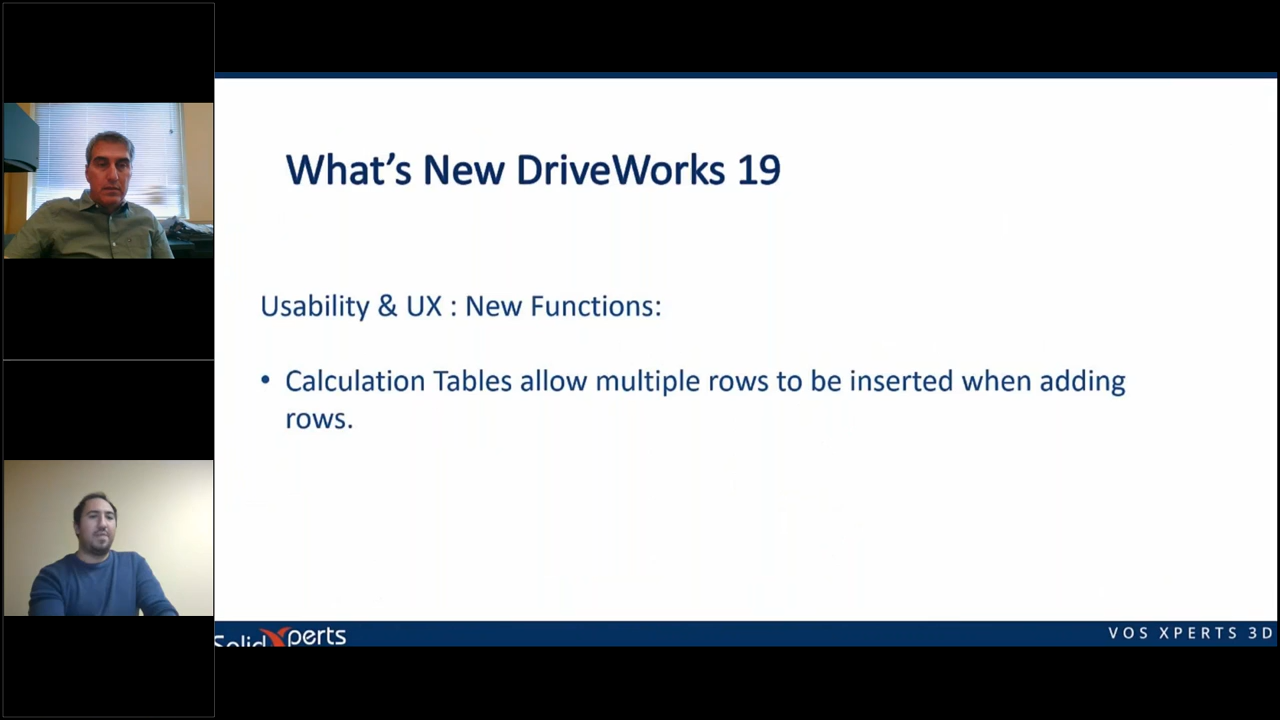 What's New DriveWorks 19
Usability & UX : New Functions:
• Calculation Tables allow multiple rows to be inserted when adding
rows.
SolidXperts
VOS XPERTS 3D